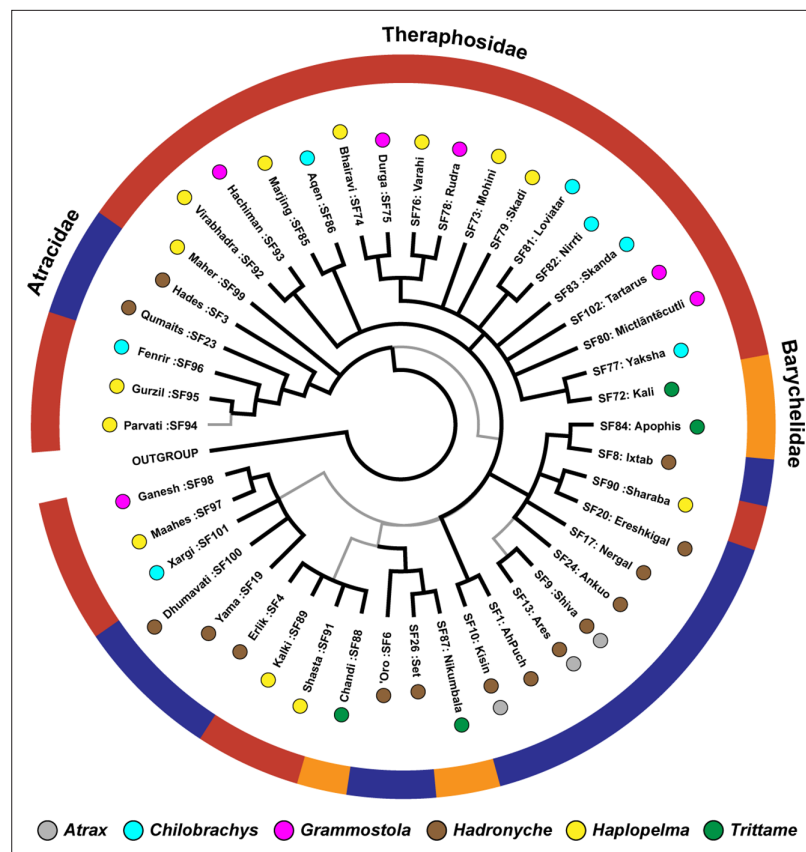 Theraphosidae
Atracidae
Barychelidae
Parvati :SF94
Gurzil :SF95
Fenrir :SF96
Qumaits :SF23
Hades :SF3
Maher :SF99
Virabhadra :SF92
Hachiman :SF93
Marjing :SF85
Aqen :SF86
Bhairavi :SF74
Durga :SF75
SF76: Varahi
SF78: Rudra
SF73: Mohini
SF79 :Skadi
SF81: Loviatar
SF82: Nirrti
SF83 :Skanda
SF102: Tartarus
SF80: Mictlāntēcutli
SF77: Yaksha
SF72: Kali
SF84: Apophis
SF8: Ixtab
SF90 :Sharaba
SF20: Ereshkigal
SF17: Nergal
SF24: Ankuo
SF9 :Shiva
SF13: Ares
SF1: AhPuch
SF10: Kisin
SF87: Nikumbala
SF26 :Set
'Oro :SF6
Chandi :SF88
Shasta :SF91
Kalki :SF89
Erlik :SF4
Yama :SF19
Dhumavati :SF100
Xargi :SF101
Maahes :SF97
Ganesh :SF98
OUTGROUP
Atrax Chilobrachys Grammostola Hadronyche Haplopelma Trittame